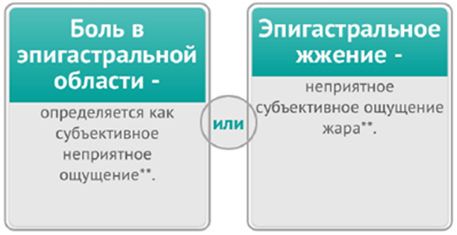 Боль в
эпигастральной
области -
определяется как
субъективное
неприятное
ощущение**.
или
Эпигастральное
жжение -
неприятное
субъективное ощущение
жара**.